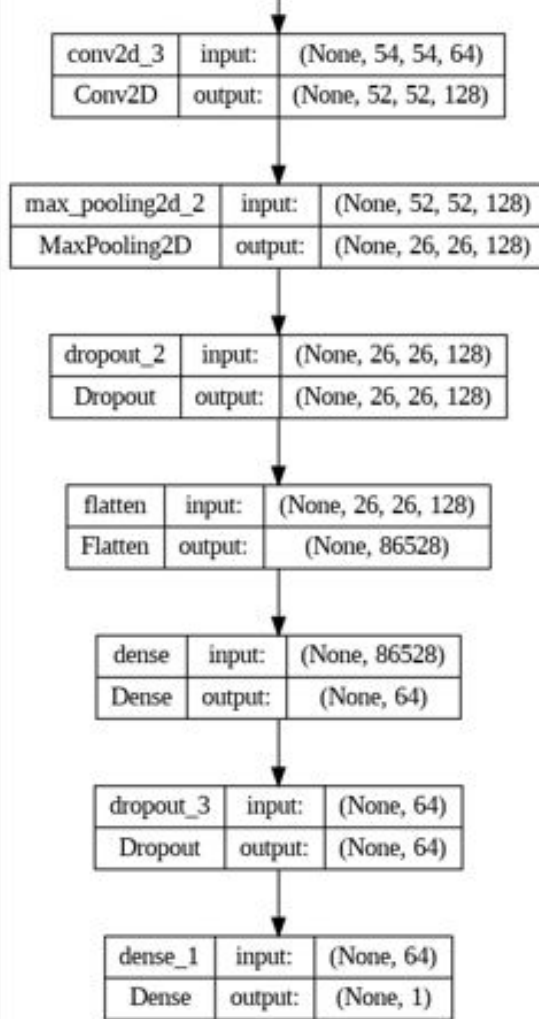 conv2d_3 input: (None, 54, 54, 64)
Conv2D output: (None, 52, 52, 128)
max_pooling2d_2 input: (None, 52, 52, 128)
MaxPooling2D output: (None, 26, 26, 128)
dropout_2 input: (None, 26, 26, 128)
Dropout output: (None, 26, 26, 128)
flatten input: (None, 26, 26, 128)
Flatten output: (None, 86528)
dense input: (None, 86528)
Dense output: (None, 64)
dropout_3 input: (None, 64)
Dropout output: (None, 64)
dense_1 input: (None, 64)
Dense output: (None, 1)